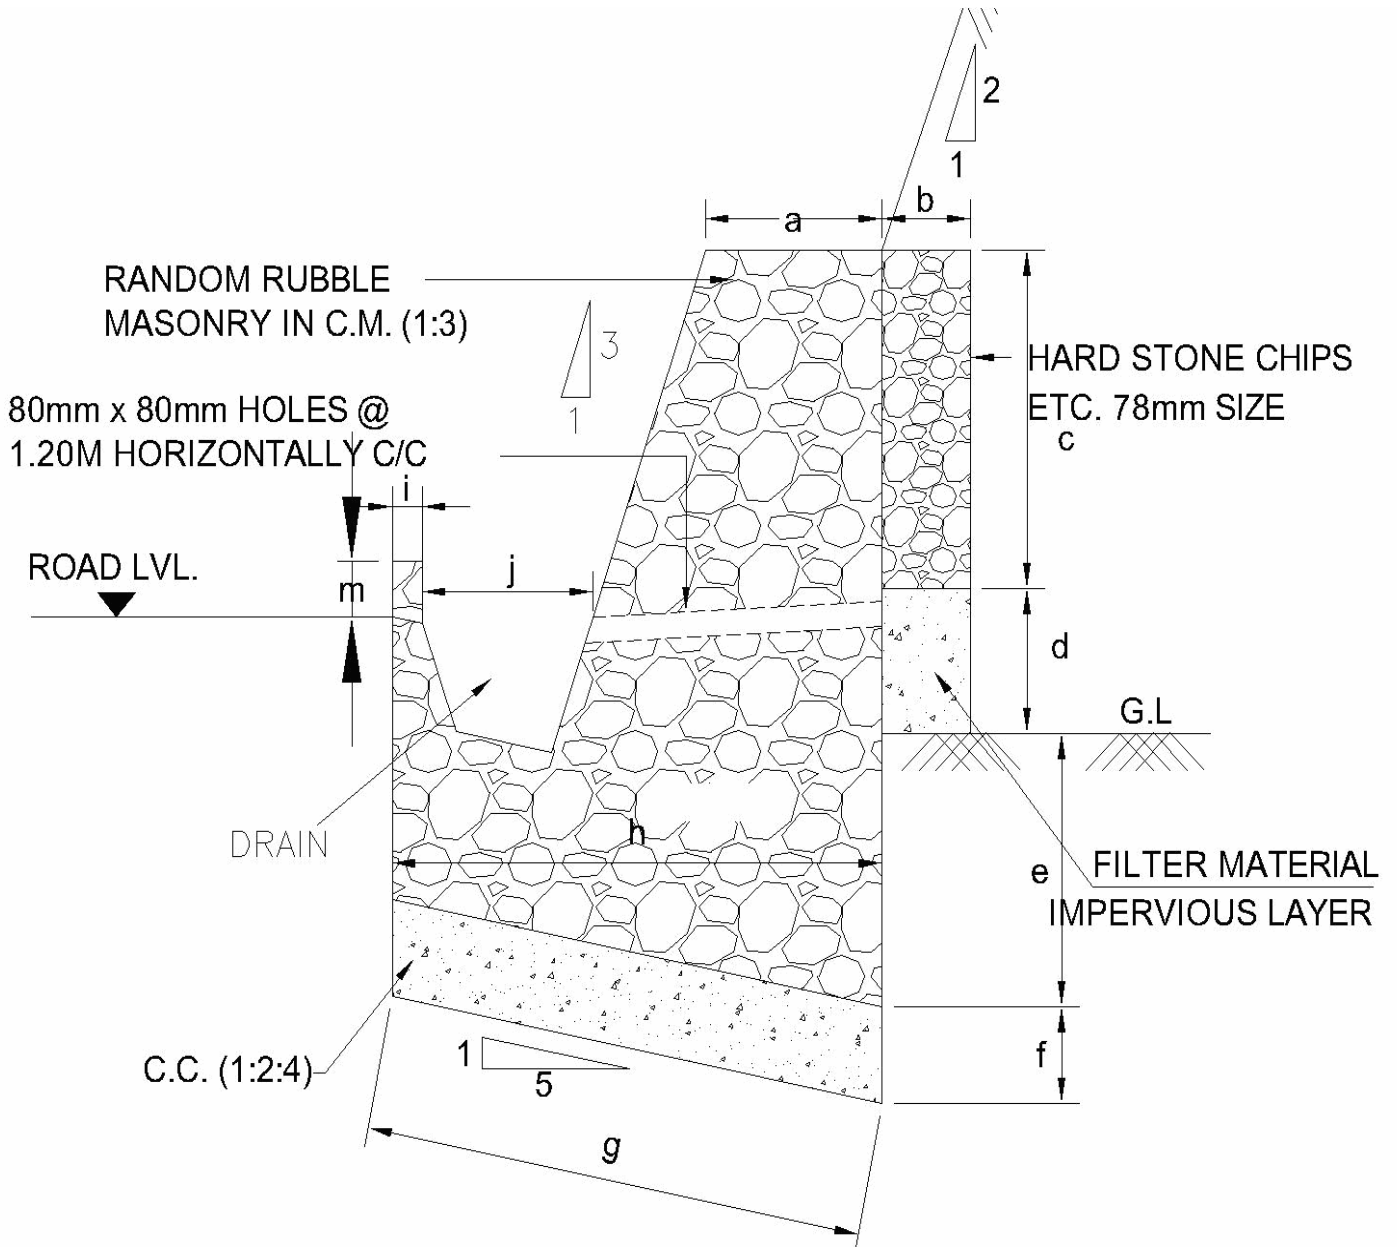 2
1
b
a
RANDOM RUBBLE
MASONRY IN C.M. (1:3)
3
1
HARD STONE CHIPS
ETC. 78mm SIZE
c
80mm x 80mm HOLES @
1.20M HORIZONTALLY C/C
i
ROAD LVL.
m
j
d
G.L
DRAIN
h
e
FILTER MATERIAL
IMPERVIOUS LAYER
C.C. (1:2:4)
1
5
f
g